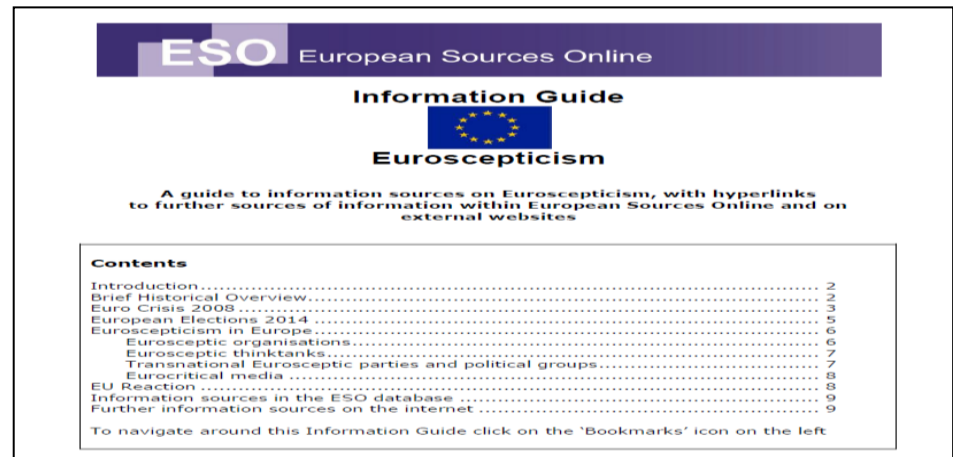 ESO European Sources Online
Information Guide
Euroscepticism
A guide to information sources on Euroscepticism, with hyperlinks
to further sources of information within European Sources Online and on
external websites
Contents
Introduction........................................................................................................ 2
Brief Historical Overview........................................................................................ 2
Euro Crisis 2008.................................................................................................. 3
European Elections 2014 ....................................................................................... 5
Euroscepticism in Europe....................................................................................... 6
Eurosceptic organisations................................................................................. 6
Eurosceptic thinktanks..................................................................................... 7
Transnational Eurosceptic parties and political groups.......................................... 7
Eurocritical media .......................................................................................... 8
EU Reaction ....................................................................................................... 8
Information sources in the ESO database ................................................................ 9
Further information sources on the internet ............................................................. 9
To navigate around this Information Guide click on the ‘Bookmarks’ icon on the left